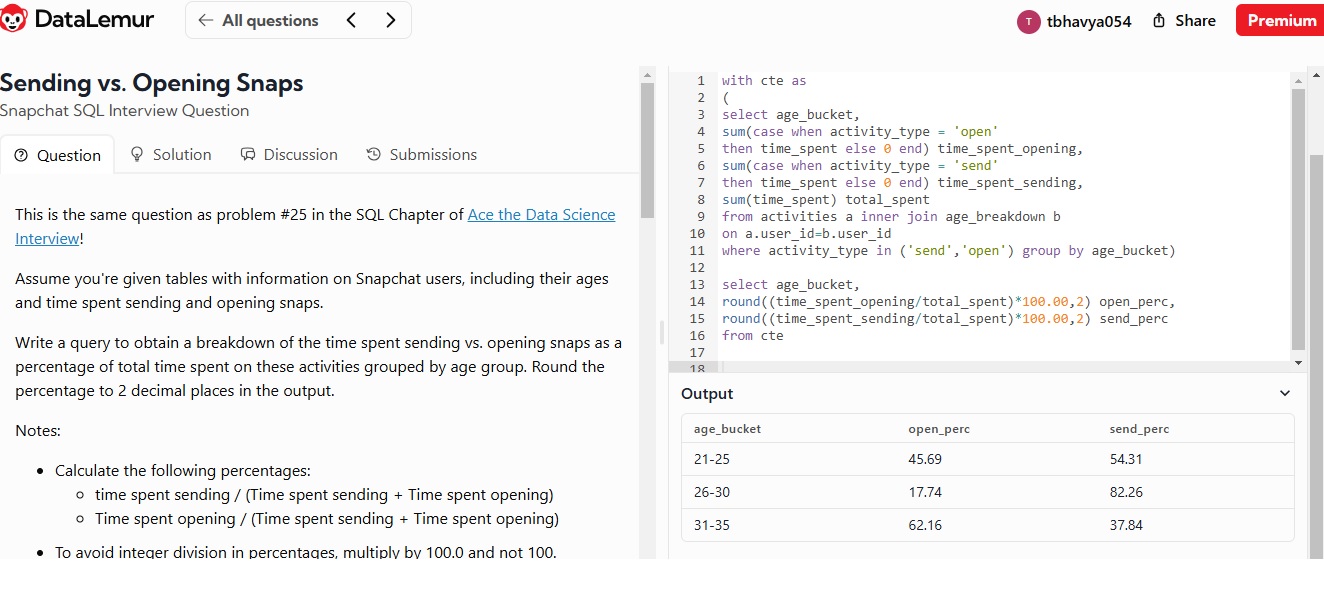 DataLemur
All questions
T
tbhavya054
Share
Premium
Sending vs. Opening Snaps
Snapchat SQL Interview Question
Question
Solution
Discussion
Submissions
This is the same question as problem #25 in the SQL Chapter of Ace the Data Science
Interview!
Assume you're given tables with information on Snapchat users, including their ages
and time spent sending and opening snaps.
Write a query to obtain a breakdown of the time spent sending vs. opening snaps as a
percentage of total time spent on these activities grouped by age group. Round the
percentage to 2 decimal places in the output.
Notes:
• Calculate the following percentages:
○ time spent sending / (Time spent sending + Time spent opening)
○ Time spent opening / (Time spent sending + Time spent opening)
• To avoid integer division in percentages, multiply by 100.0 and not 100.
1 with cte as
2 (
3 select age_bucket,
4 sum(case when activity_type = 'open'
5 then time_spent else 0 end) time_spent_opening,
6 sum(case when activity_type = 'send'
7 then time_spent else 0 end) time_spent_sending,
8 sum(time_spent) total_spent
9 from activities a inner join age_breakdown b
10 on a.user_id=b.user_id
11 where activity_type in ('send','open') group by age_bucket)
12
13 select age_bucket,
14 round((time_spent_opening/total_spent)*100.00,2) open_perc,
15 round((time_spent_sending/total_spent)*100.00,2) send_perc
16 from cte
17
18
Output
age_bucket open_perc send_perc
21-25 45.69 54.31
26-30 17.74 82.26
31-35 62.16 37.84